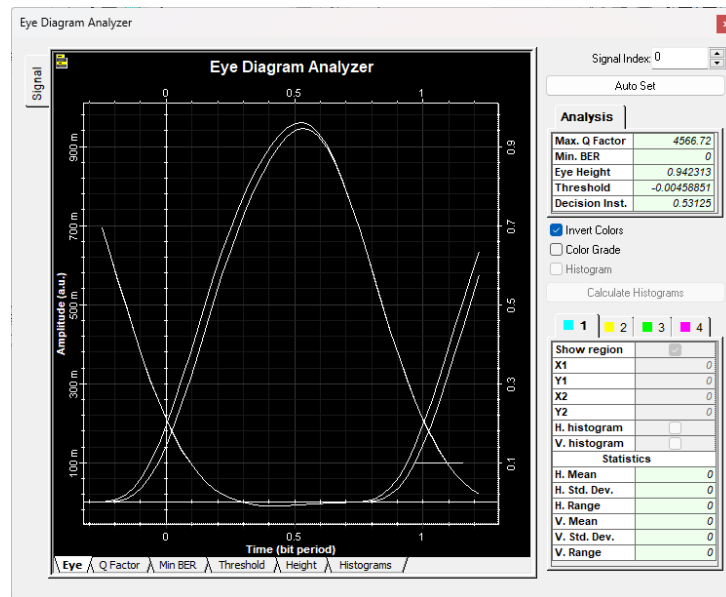 Eye Diagram Analyzer
Signal Index: 0
Auto Set
Signal
Eye Diagram Analyzer
0 0.5 1
900 m 0.9
700 m 0.7
500 m 0.5
300 m 0.3
100 m 0.1
Amplitude (a.u.)
0 0.5 1
Time (bit period)
Eye Q Factor Min BER Threshold Height Histograms
Analysis
Max. Q Factor 4566.72
Min. BER 0
Eye Height 0.942313
Threshold -0.00458851
Decision Inst. 0.53125
Invert Colors
Color Grade
Histogram
Calculate Histograms
1 2 3 4
Show region
X1 0
Y1 0
X2 0
Y2 0
H. histogram
V. histogram
Statistics
H. Mean 0
H. Std. Dev. 0
H. Range 0
V. Mean 0
V. Std. Dev. 0
V. Range 0